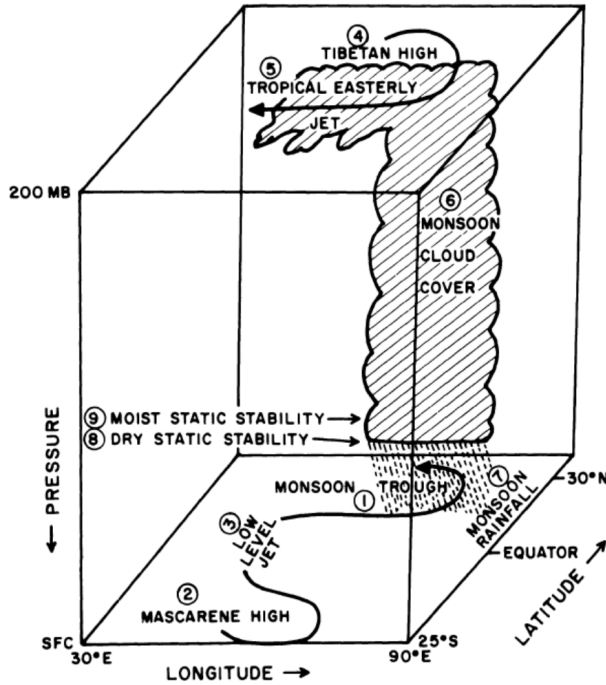 ④
TIBETAN HIGH
⑤
TROPICAL EASTERLY
JET
200 MB
⑥
MONSOON
CLOUD
COVER
⑨ MOIST STATIC STABILITY →
⑧ DRY STATIC STABILITY →
← PRESSURE
MONSOON TROUGH
①
⑦
MONSOON
RAINFALL
30°N
③
LOW
LEVEL
JET
EQUATOR
②
MASCARENE HIGH
LATITUDE →
SFC
25°S
30°E
90°E
LONGITUDE →